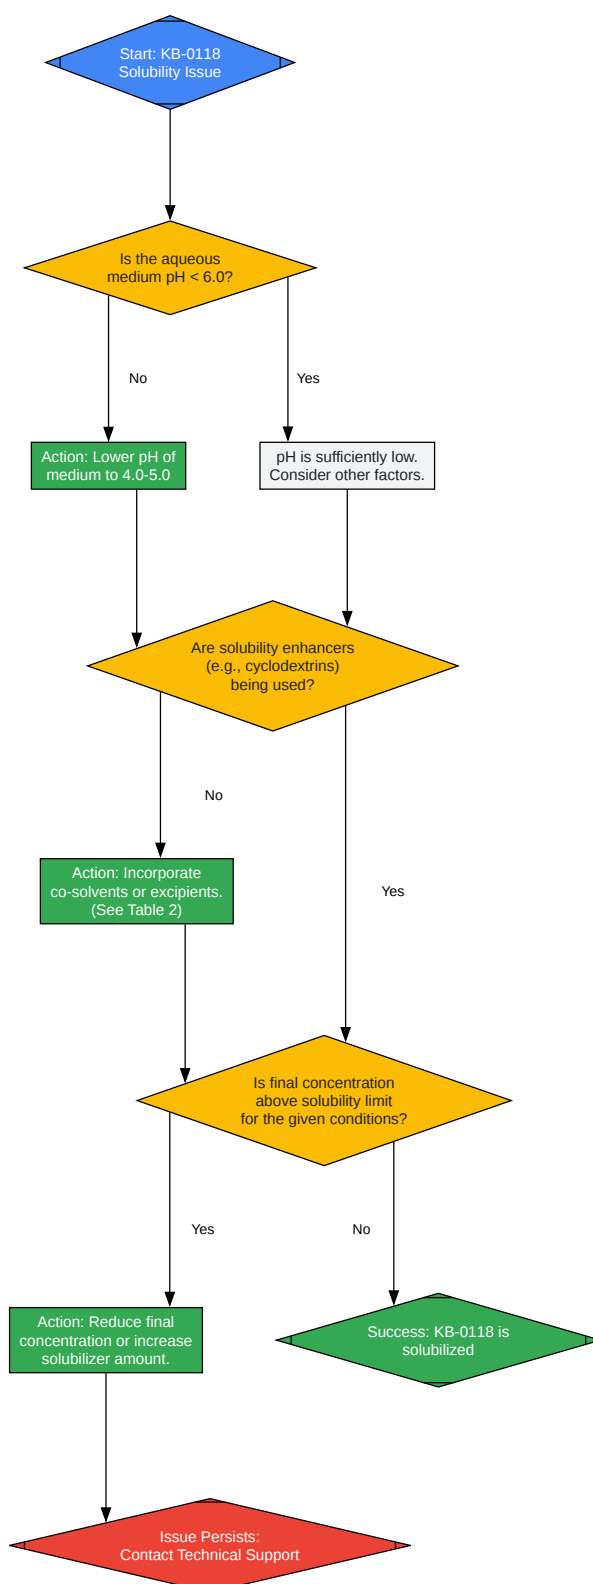 Start: KB-0118
Solubility Issue
Is the aqueous
medium pH < 6.0?
No
Yes
Action: Lower pH of
medium to 4.0-5.0
pH is sufficiently low.
Consider other factors.
Are solubility enhancers
(e.g., cyclodextrins)
being used?
No
Action: Incorporate
co-solvents or excipients.
(See Table 2)
Yes
Is final concentration
above solubility limit
for the given conditions?
Yes
No
Action: Reduce final
concentration or increase
solubilizer amount.
Success: KB-0118 is
solubilized
Issue Persists:
Contact Technical Support